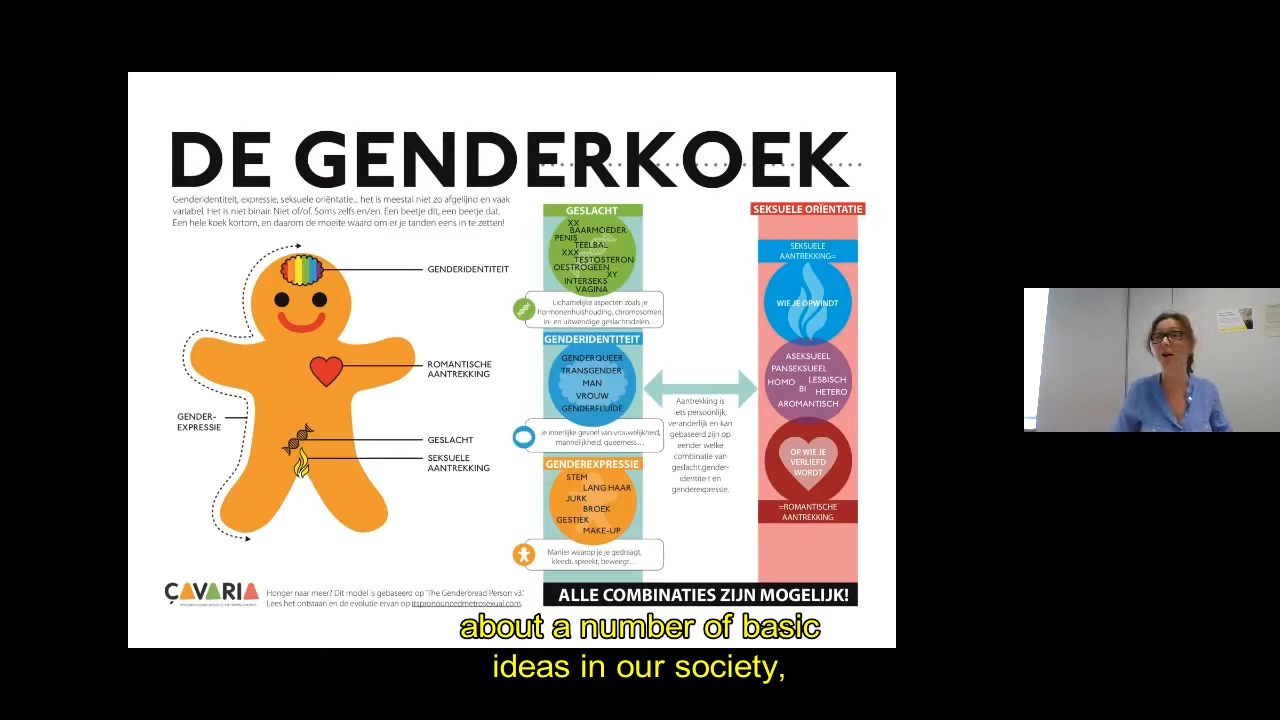 DE GENDERKOEK
Genderidentiteit, expressie, seksuele oriëntatie... het is meestal niet zo afgelijnd en vaak
variabel. Het is niet binair. Niet of/of. Soms zelfs en/en. Een beetje dit, een beetje dat.
Een hele koek kortom, en daarom de moeite waard om er je tanden eens in te zetten!
GENDERIDENTITEIT
ROMANTISCHE
AANTREKKING
GENDER-
EXPRESSIE
GESLACHT
SEKSUELE
AANTREKKING
GESLACHT
XX
BAARMOEDER
PENIS
TEELBAL
XXX
TESTOSTERON
OESTROGEEN
XY
INTERSEKS
VAGINA
Lichamelijke aspecten zoals je
hormonenhuishouding, chromosomen,
in- en uitwendige geslachtsdelen...
GENDERIDENTITEIT
GENDERQUEER
TRANSGENDER
MAN
VROUW
GENDERFLUÏDE
Je innerlijke gevoel van vrouwelijkheid,
mannelijkheid, queerness...
GENDEREXPRESSIE
STEM
LANG HAAR
JURK
BROEK
GESTIEK
MAKE-UP
Manier waarop je je gedraagt,
kleedt, spreekt, beweegt...
Aantrekking is
iets persoonlijk,
veranderlijk en kan
gebaseerd zijn op
eender welke
combinatie van
geslacht,gender-
identiteit en
genderexpressie.
SEKSUELE ORÏENTATIE
SEKSUELE
AANTREKKING=
WIE JE OPWINDT
ASEKSUEEL
PANSEKSUEEL
HOMO LESBISCH
BI HETERO
AROMANTISCH
OP WIE JE
VERLIEFD
WORDT
=ROMANTISCHE
AANTREKKING
ALLE COMBINATIES ZIJN MOGELIJK!
ÇAVARIA
Honger naar meer? Dit model is gebaseerd op 'The Genderbread Person v3.'
Lees het ontstaan en de evolutie ervan op itspronouncedmetrosexual.com.
about a number of basic
ideas in our society,